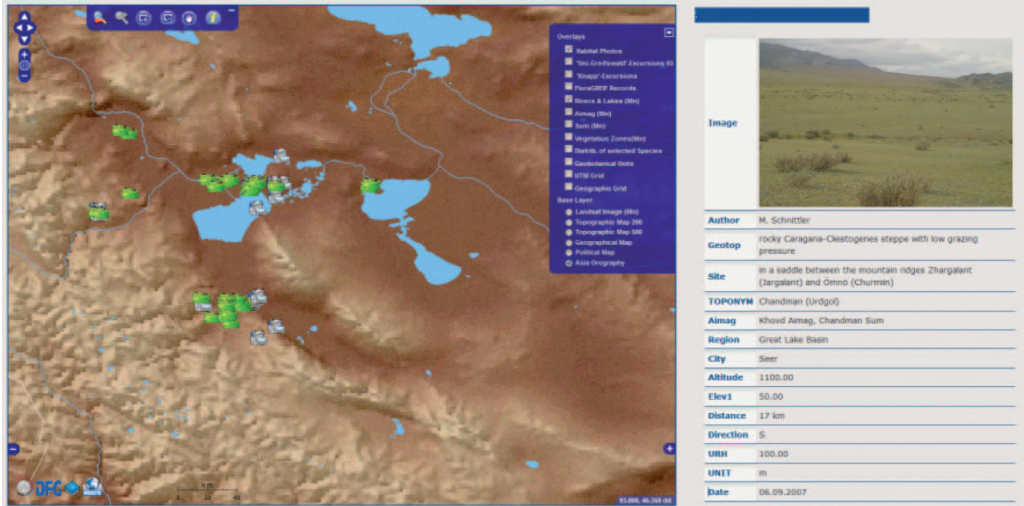 Overlays
Habitat Photos
'Uni-Greifswald'-Excursions
'Knapp'-Excursions
FloraGREIF Records
Rivers & Lakes (Mn)
Aimag (Mn)
Sum (Mn)
Vegetation Zones(Mn)
Distrib. of selected Species
Geobotanical Units
UTM Grid
Geographic Grid
Base Layer
Landsat Image (Mn)
Topographic Map 200
Topographic Map 500
Geographical Map
Political Map
Asia Orography
DFG
Image
Author M. Schnittler
Geotop rocky Caragana-Cleistogenes steppe with low grazing
pressure
Site in a saddle between the mountain ridges Zhargalant
(Jargalant) and Ömnö (Churmin)
TOPONYM Chandman (Urdgol)
Aimag Khovd Aimag, Chandman Sum
Region Great Lake Basin
City Seer
Altitude 1100.00
Elev1 50.00
Distance 17 km
Direction S
URH 100.00
UNIT m
Date 06.09.2007